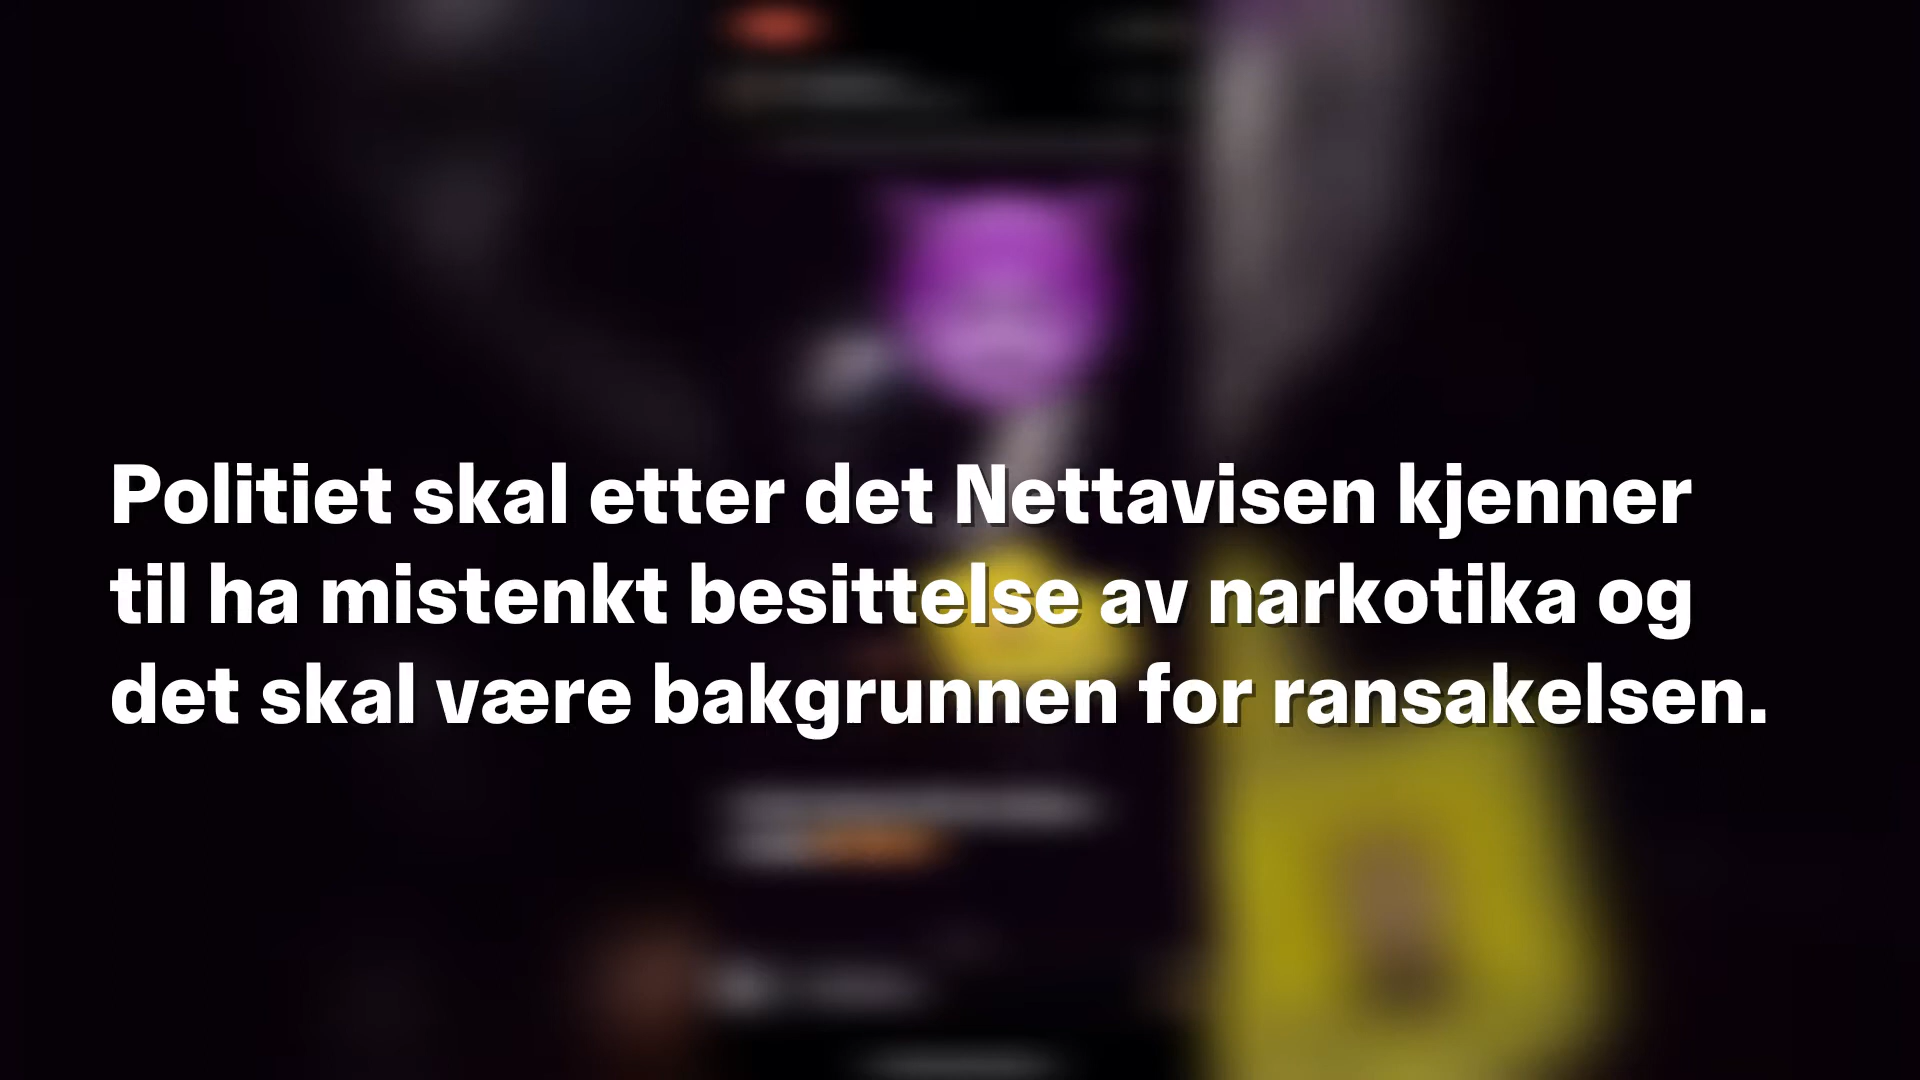 Politiet skal etter det Nettavisen kjenner
til ha mistenkt besittelse av narkotika og
det skal være bakgrunnen for ransakelsen.